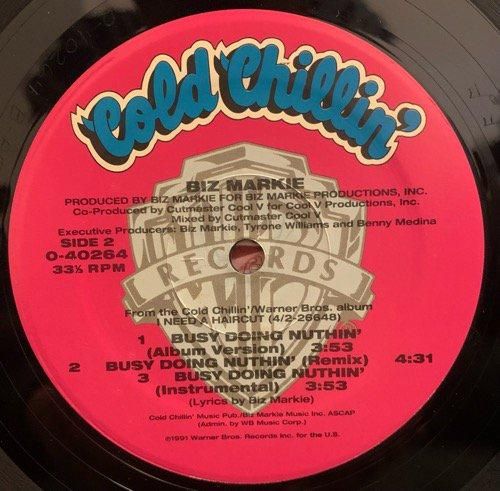 Cold Chillin'
BIZ MARKIE
PRODUCED BY BIZ MARKIE FOR BIZ MARKIE PRODUCTIONS, INC.
Co-Produced by Cutmaster Cool V for Cool V Productions, Inc.
Mixed by Cutmaster Cool V
Executive Producers: Biz Markie, Tyrone Williams and Benny Medina
SIDE 2
0-40264
33⅓ RPM
RECORDS
From the Cold Chillin'/Warner Bros. album
I NEED A HAIRCUT (4/2-26648)
1 BUSY DOING NUTHIN'
(Album Version) 3:53
2 BUSY DOING NUTHIN' (Remix) 4:31
3 BUSY DOING NUTHIN'
(Instrumental) 3:53
(Lyrics by Biz Markie)
Cold Chillin' Music Pub./Biz Markie Music Inc. ASCAP
(Admin. by WB Music Corp.)
℗1991 Warner Bros. Records Inc. for the U.S.